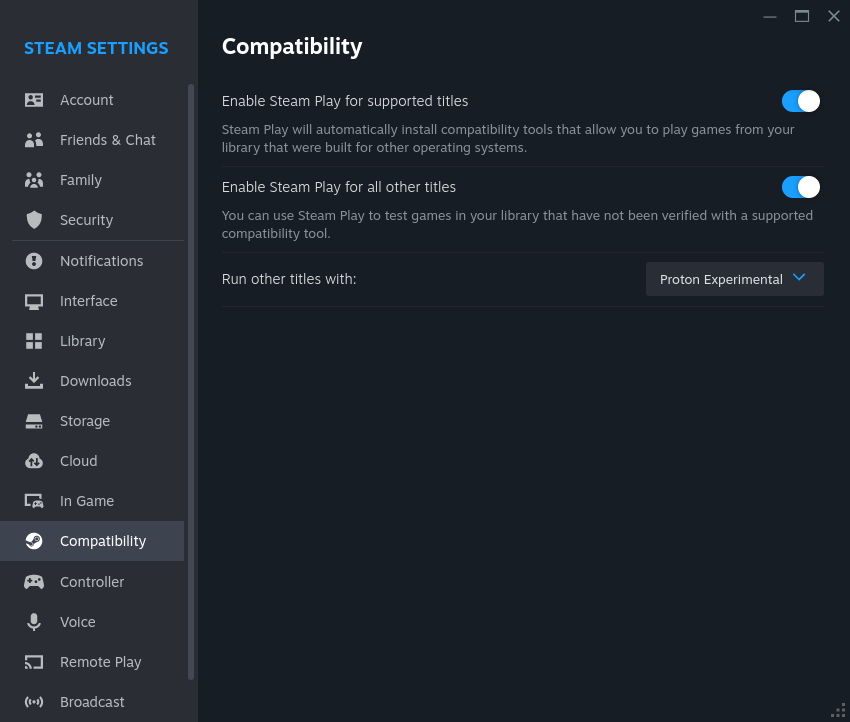 STEAM SETTINGS
Account
Friends & Chat
Family
Security
Notifications
Interface
Library
Downloads
Storage
Cloud
In Game
Compatibility
Controller
Voice
Remote Play
Broadcast
Compatibility
Enable Steam Play for supported titles
Steam Play will automatically install compatibility tools that allow you to play games from your
library that were built for other operating systems.
Enable Steam Play for all other titles
You can use Steam Play to test games in your library that have not been verified with a supported
compatibility tool.
Run other titles with:
Proton Experimental